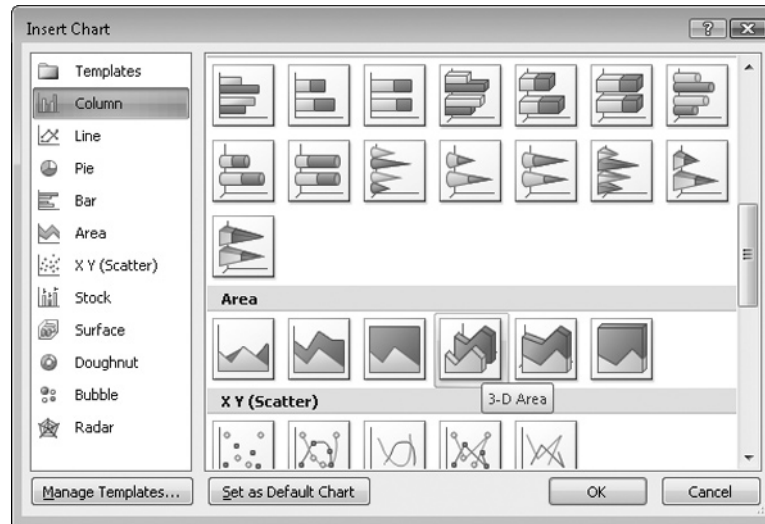 Insert Chart
Templates
Column
Line
Pie
Bar
Area
X Y (Scatter)
Stock
Surface
Doughnut
Bubble
Radar
Area
3-D Area
X Y (Scatter)
Manage Templates...
Set as Default Chart
OK
Cancel